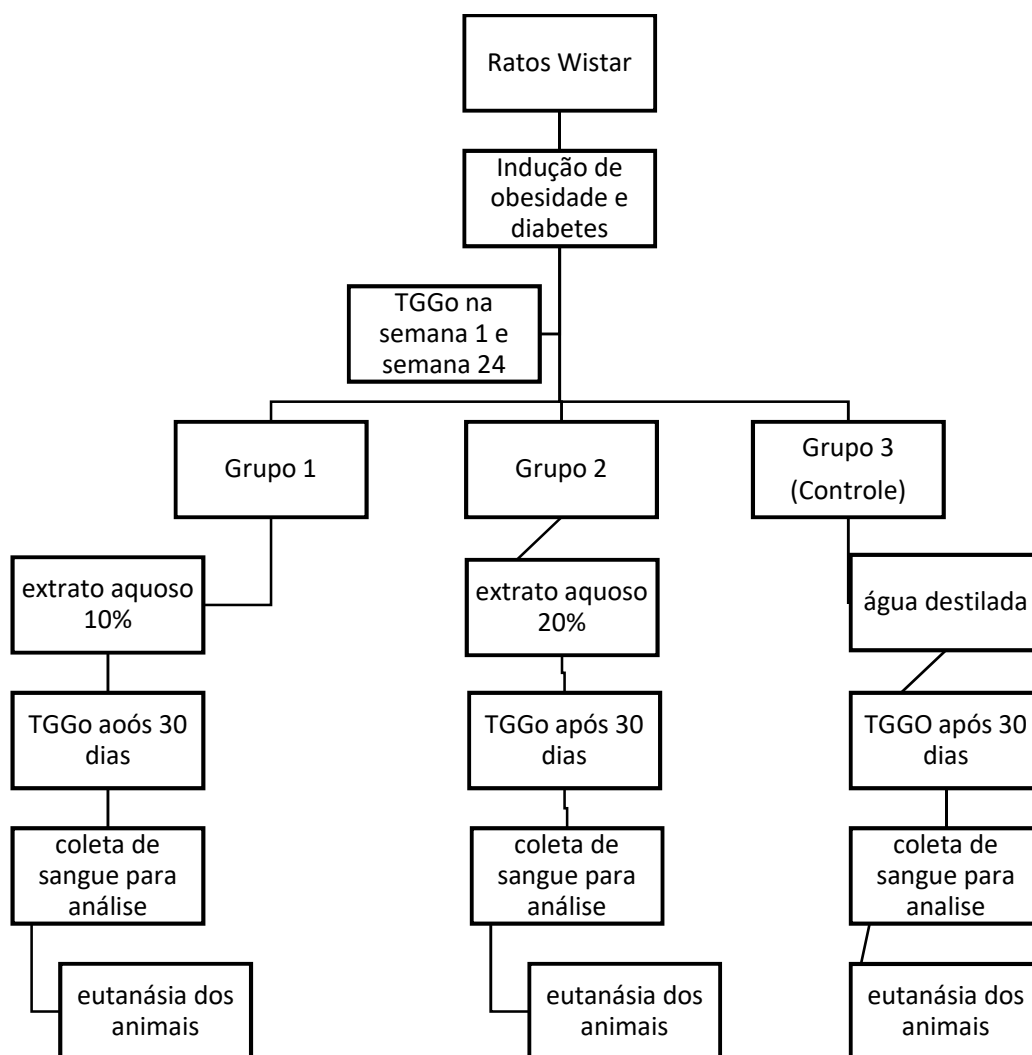 Ratos Wistar
Indução de
obesidade e
diabetes
TGGo na
semana 1 e
semana 24
Grupo 1
Grupo 2
Grupo 3
(Controle)
extrato aquoso
10%
extrato aquoso
20%
água destilada
TGGo aoós 30
dias
TGGo após 30
dias
TGGO após 30
dias
coleta de
sangue para
análise
coleta de
sangue para
análise
coleta de
sangue para
analise
eutanásia dos
animais
eutanásia dos
animais
eutanásia dos
animais